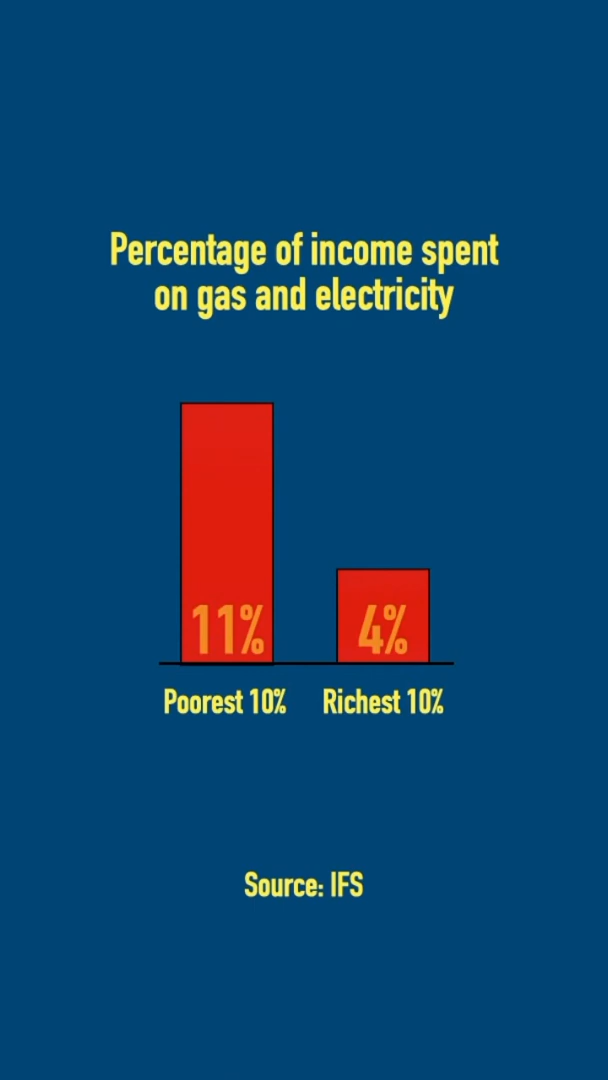 Percentage of income spent
on gas and electricity
11%
4%
Poorest 10%
Richest 10%
Source: IFS